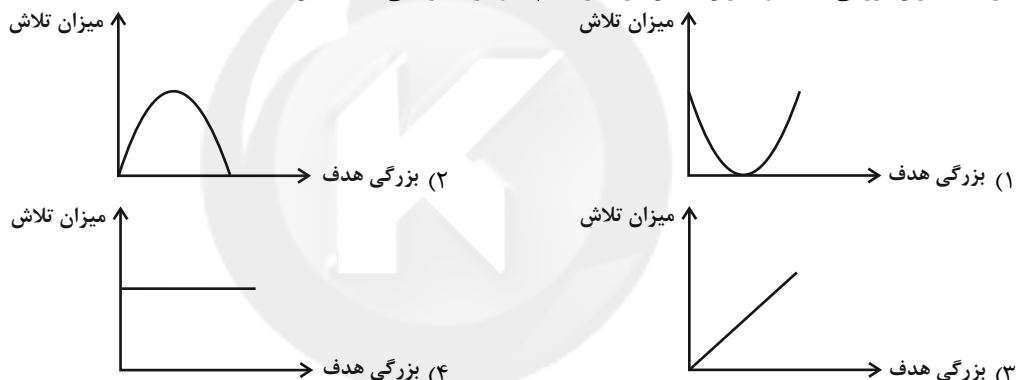 میزان تلاش
بزرگی هدف (۱
میزان تلاش
بزرگی هدف (۲
میزان تلاش
بزرگی هدف (۳
میزان تلاش
بزرگی هدف (۴
K